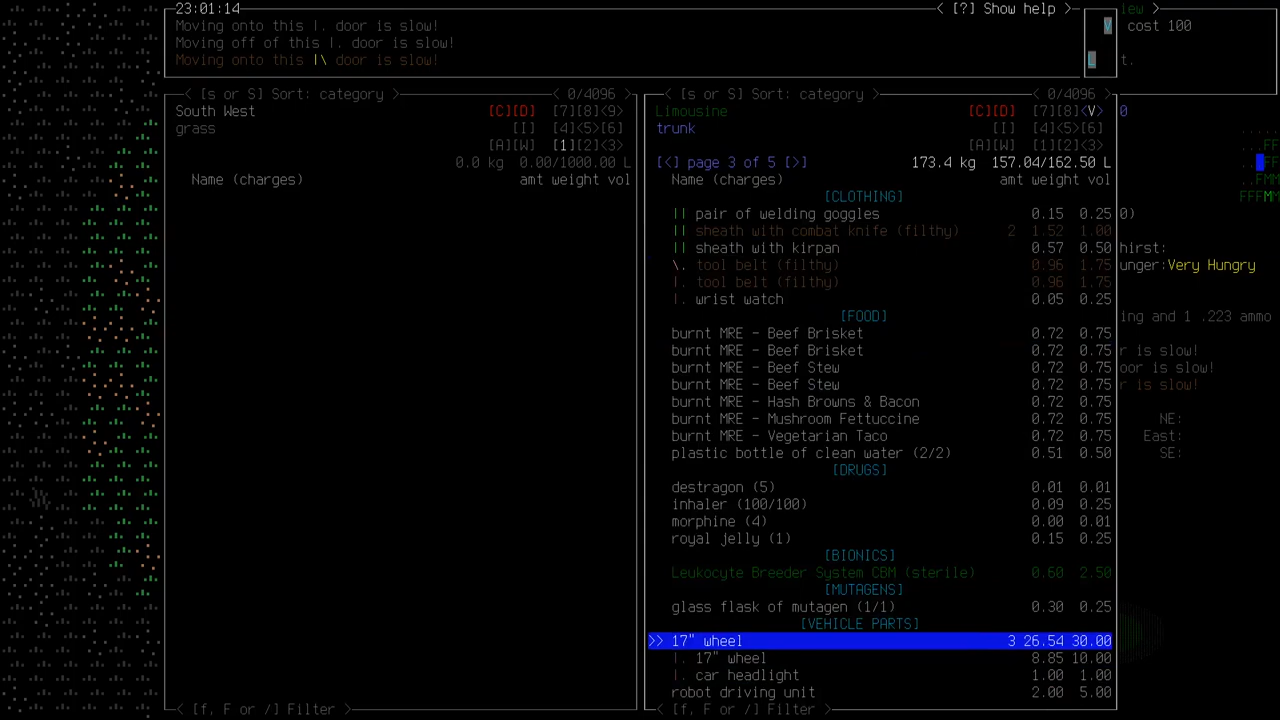 23:01:14 < [?] Show help > iew >
Moving onto this |. door is slow! V cost 100
Moving off of this |. door is slow!
Moving onto this |\ door is slow! L t.
< [s or S] Sort: category > < 0/4096 > < [s or S] Sort: category > < 0/4096 >
South West [C][D] [7][8]<9> Limousine [C][D] [7][8]<V> 0
grass [I] [4]<5>[6] trunk [I] [4]<5>[6]
[A][W] [1][2]<3> [A][W] [1][2]<3>
0.0 kg 0.00/1000.00 L [<] page 3 of 5 [>] 173.4 kg 157.04/162.50 L
Name (charges) amt weight vol Name (charges) amt weight vol
[CLOTHING]
|| pair of welding goggles 0.15 0.25 0)
|| sheath with combat knife (filthy) 2 1.52 1.00
|| sheath with kirpan 0.57 0.50 hirst:
\. tool belt (filthy) 0.96 1.75 unger:Very Hungry
|. tool belt (filthy) 0.96 1.75
|. wrist watch 0.05 0.25
[FOOD] ing and 1 .223 ammo
burnt MRE - Beef Brisket 0.72 0.75
burnt MRE - Beef Brisket 0.72 0.75 r is slow!
burnt MRE - Beef Stew 0.72 0.75 oor is slow!
burnt MRE - Beef Stew 0.72 0.75 r is slow!
burnt MRE - Hash Browns & Bacon 0.72 0.75
burnt MRE - Mushroom Fettuccine 0.72 0.75 NE:
burnt MRE - Vegetarian Taco 0.72 0.75 East:
plastic bottle of clean water (2/2) 0.51 0.50 SE:
[DRUGS]
destragon (5) 0.01 0.01
inhaler (100/100) 0.09 0.25
morphine (4) 0.00 0.01
royal jelly (1) 0.15 0.25
[BIONICS]
Leukocyte Breeder System CBM (sterile) 0.60 2.50
[MUTAGENS]
glass flask of mutagen (1/1) 0.30 0.25
[VEHICLE PARTS]
>> 17" wheel 3 26.54 30.00
|. 17" wheel 8.85 10.00
|. car headlight 1.00 1.00
robot driving unit 2.00 5.00
< [f, F or /] Filter > < [f, F or /] Filter >